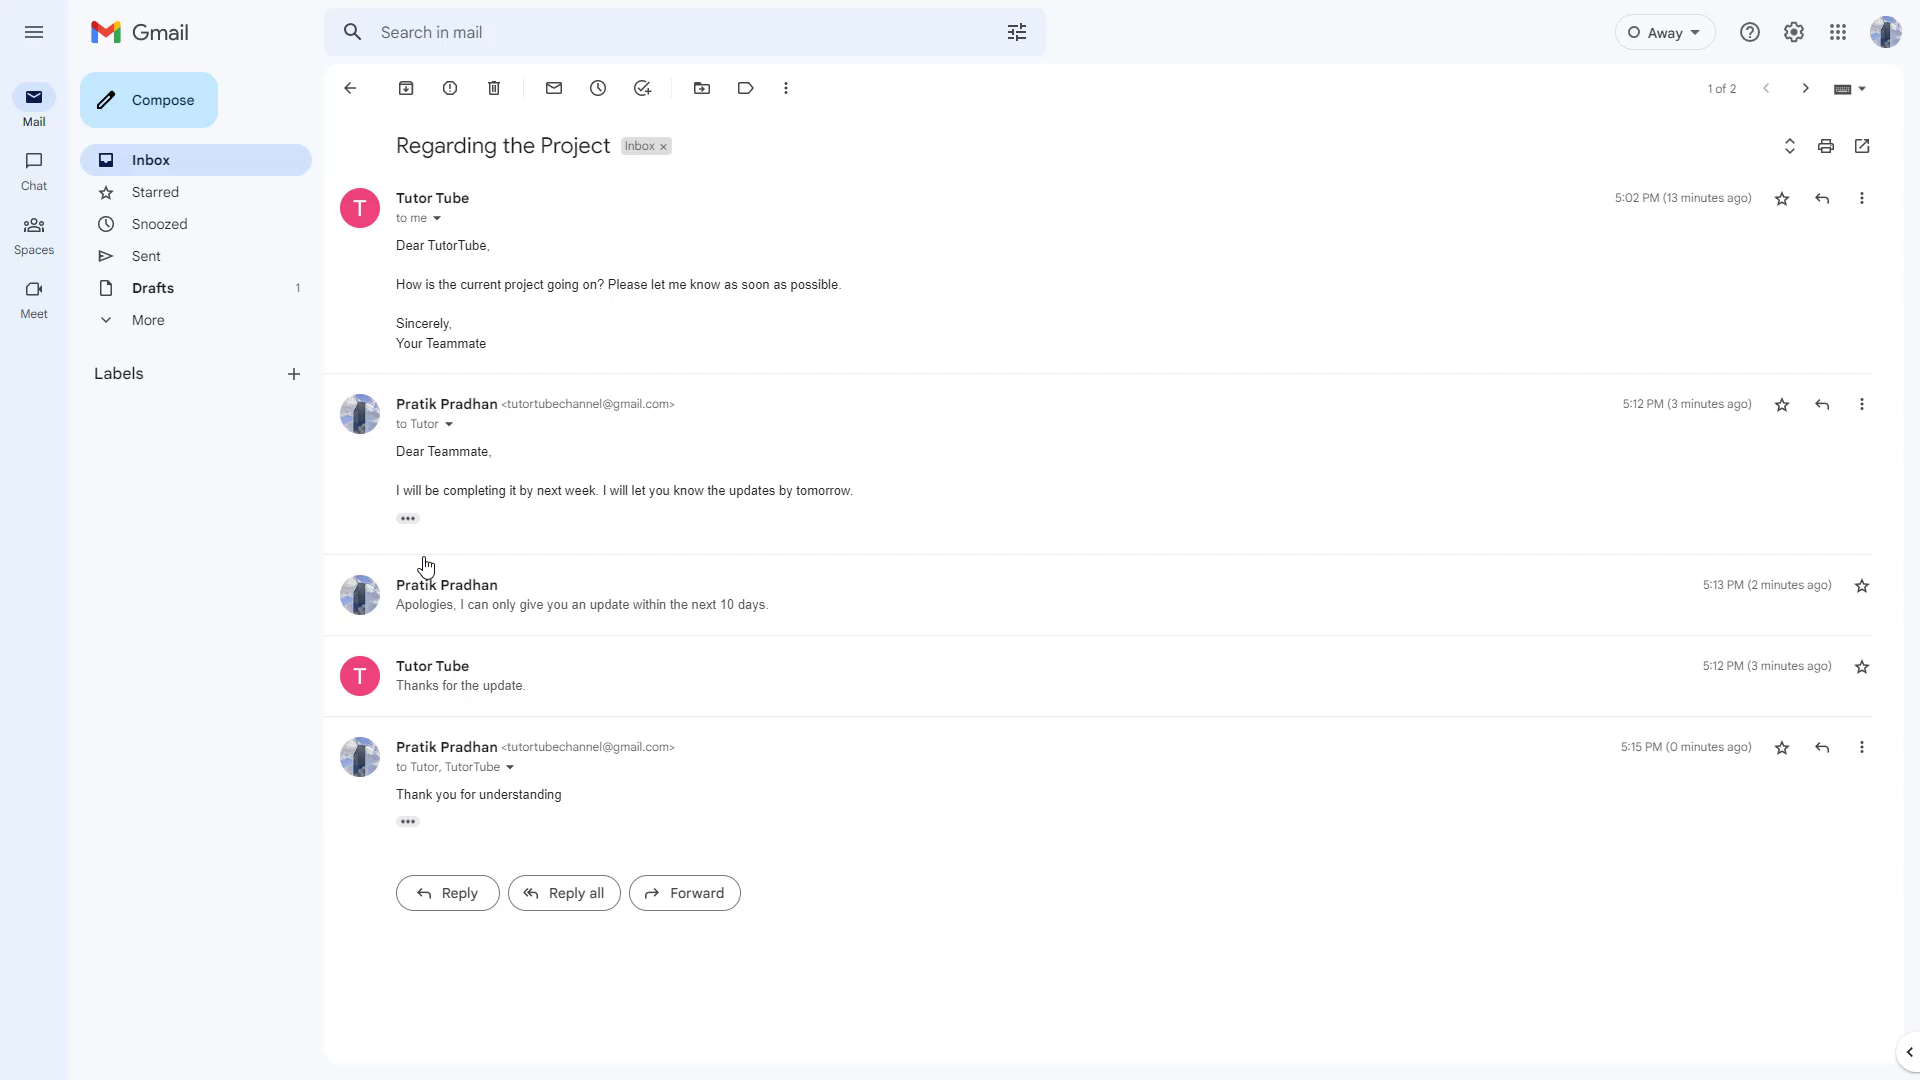 Gmail
Search in mail
Away
Mail
Compose
1 of 2
Chat
Inbox
Starred
Snoozed
Spaces
Sent
Drafts 1
Meet
More
Labels
Regarding the Project Inbox ×
T
Tutor Tube
5:02 PM (13 minutes ago)
to me
Dear TutorTube,
How is the current project going on? Please let me know as soon as possible.
Sincerely,
Your Teammate
Pratik Pradhan <tutortubechannel@gmail.com>
5:12 PM (3 minutes ago)
to Tutor
Dear Teammate,
I will be completing it by next week. I will let you know the updates by tomorrow.
Pratik Pradhan
5:13 PM (2 minutes ago)
Apologies, I can only give you an update within the next 10 days.
T
Tutor Tube
5:12 PM (3 minutes ago)
Thanks for the update.
Pratik Pradhan <tutortubechannel@gmail.com>
5:15 PM (0 minutes ago)
to Tutor, TutorTube
Thank you for understanding
Reply
Reply all
Forward